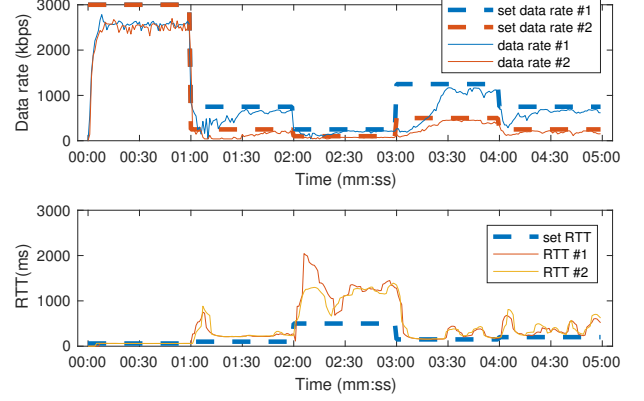 3000
2000
1000
0
Data rate (kbps)
set data rate #1
set data rate #2
data rate #1
data rate #2
00:00 00:30 01:00 01:30 02:00 02:30 03:00 03:30 04:00 04:30 05:00
Time (mm:ss)
3000
2000
1000
0
RTT(ms)
set RTT
RTT #1
RTT #2
00:00 00:30 01:00 01:30 02:00 02:30 03:00 03:30 04:00 04:30 05:00
Time (mm:ss)